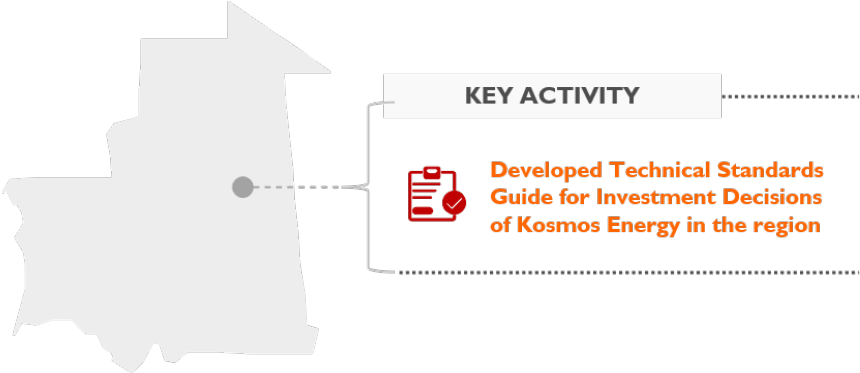 KEY ACTIVITY
Developed Technical Standards
Guide for Investment Decisions
of Kosmos Energy in the region